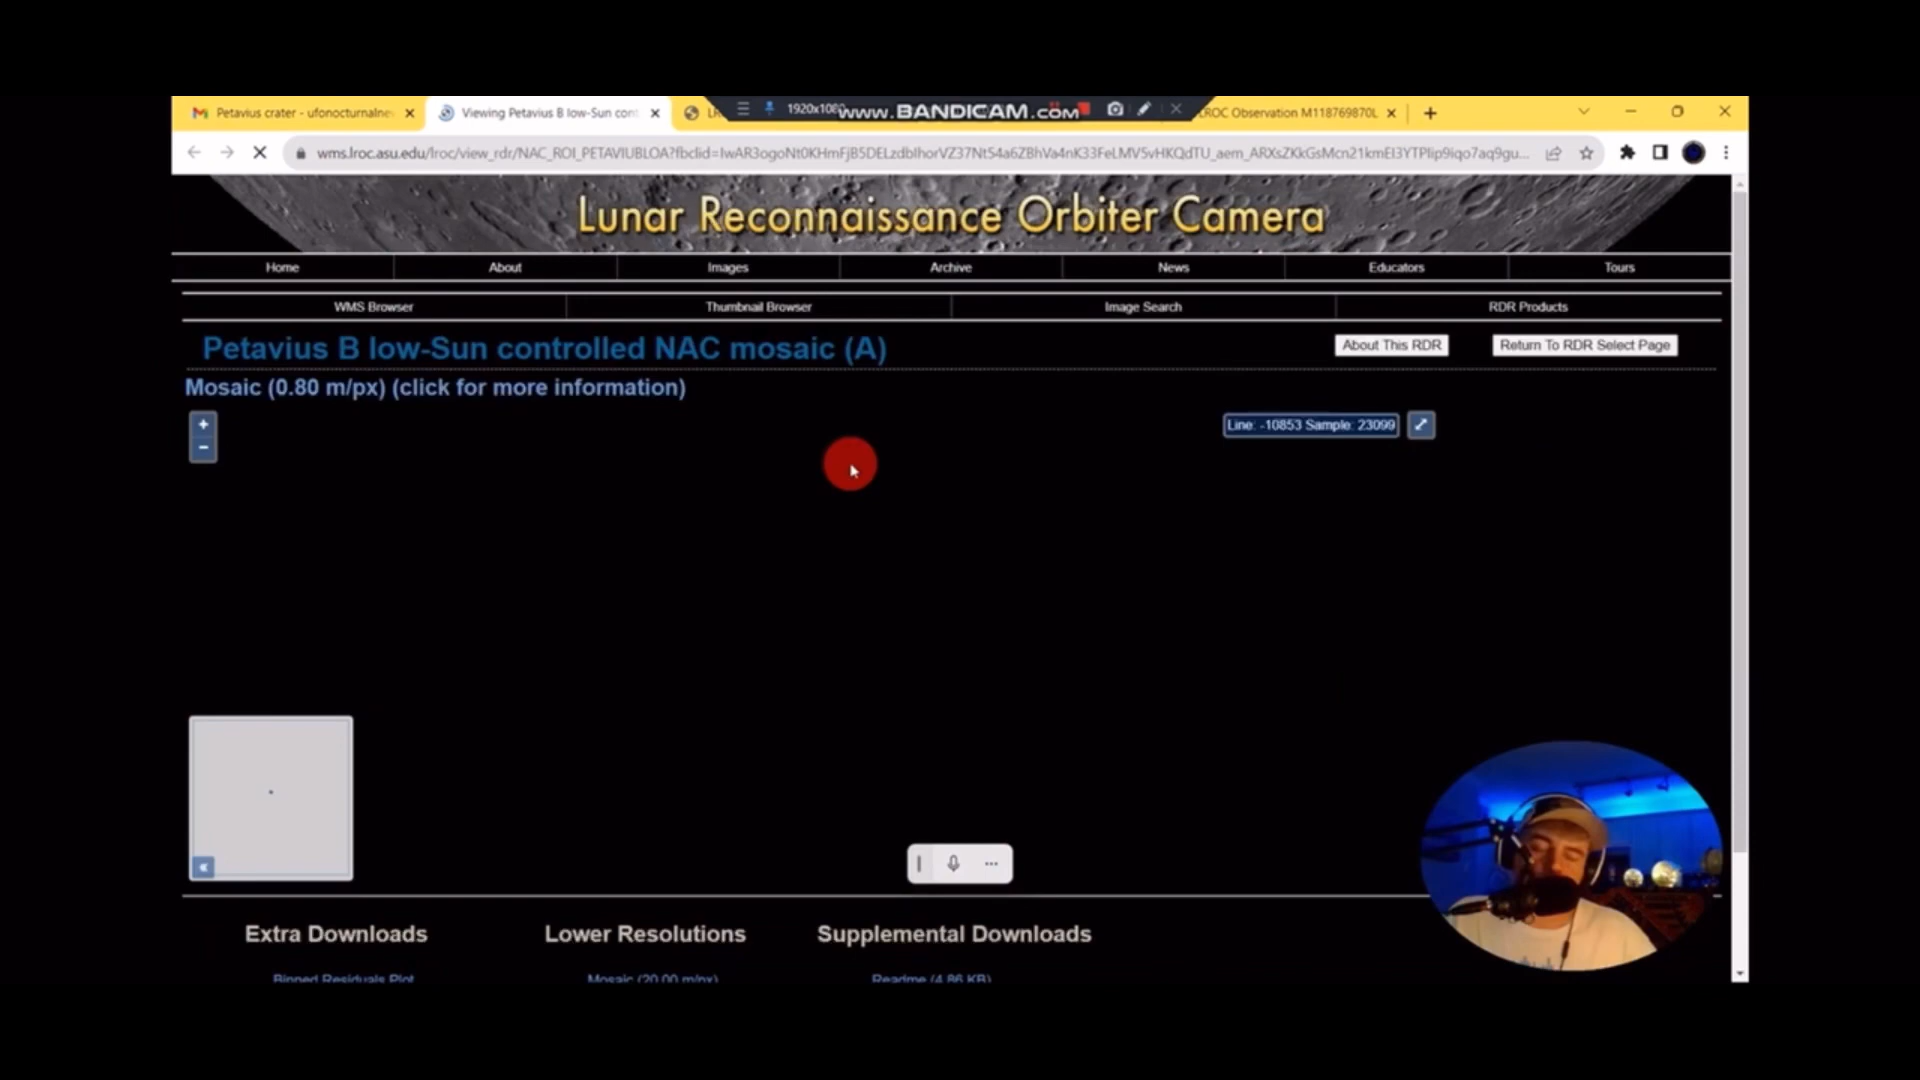 Petavius crater - ufonocturnalne
Viewing Petavius B low-Sun cont
1920x1080
www.BANDICAM.com
LROC Observation M118769870L
wms.lroc.asu.edu/lroc/view_rdr/NAC_ROI_PETAVIUBLOA?fbclid=
Lunar Reconnaissance Orbiter Camera
Home About Images Archive News Educators Tours
WMS Browser Thumbnail Browser Image Search RDR Products
Petavius B low-Sun controlled NAC mosaic (A)
About This RDR
Return To RDR Select Page
Mosaic (0.80 m/px) (click for more information)
+
−
Line: -10853 Sample: 23099
«
Extra Downloads Lower Resolutions Supplemental Downloads
Binned Residuals Plot Mosaic (20.00 m/px) Readme (4.86 KB)